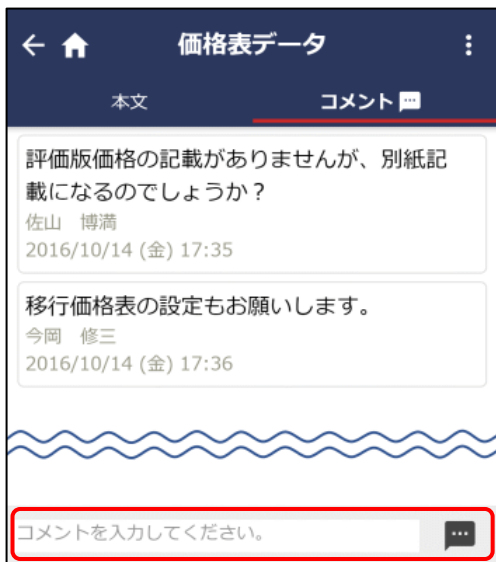 価格表データ
本文
コメント
評価版価格の記載がありませんが、別紙記
載になるのでしょうか？
佐山　博満
2016/10/14 (金) 17:35
移行価格表の設定もお願いします。
今岡　修三
2016/10/14 (金) 17:36
コメントを入力してください。